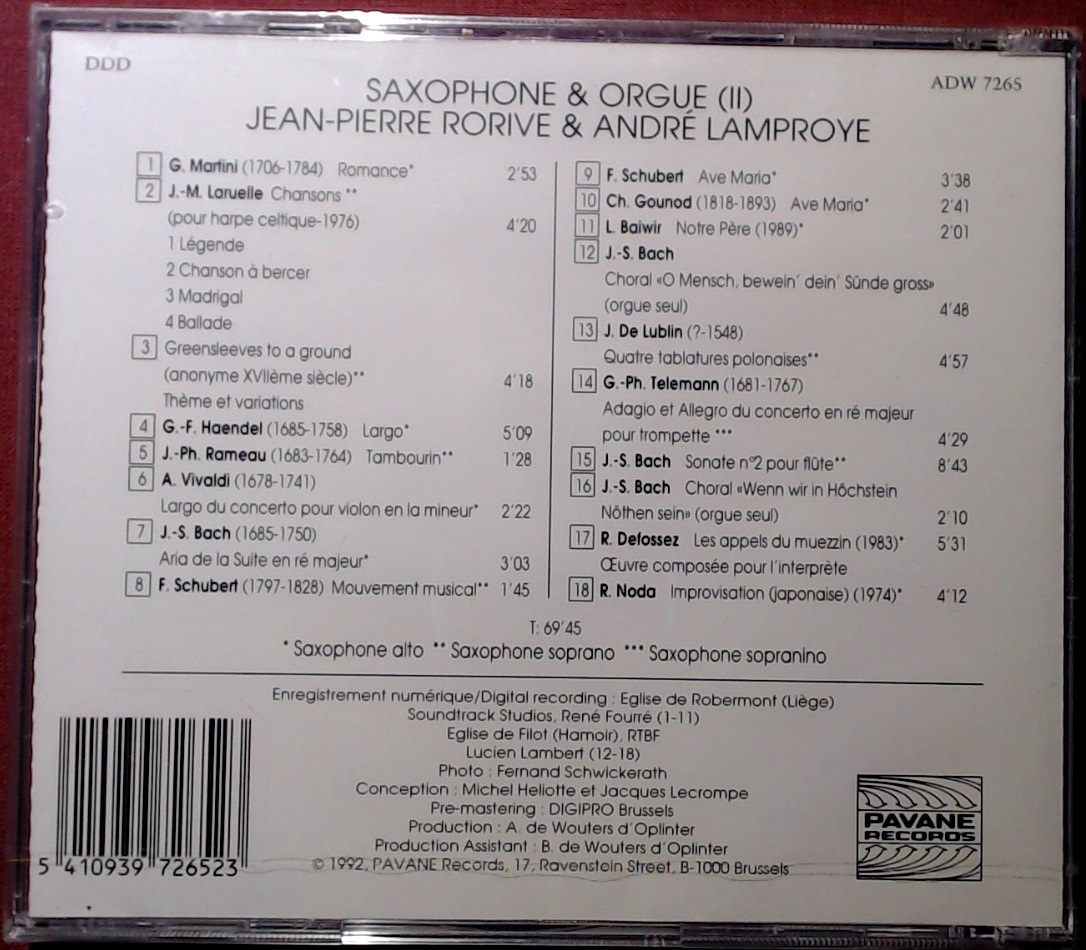 DDD
ADW 7265
SAXOPHONE & ORGUE (II)
JEAN-PIERRE RORIVE & ANDRÉ LAMPROYE
1 G. Martini (1706-1784) Romance* 2'53
2 J.-M. Laruelle Chansons **
(pour harpe celtique-1976) 4'20
1 Légende
2 Chanson à bercer
3 Madrigal
4 Ballade
3 Greensleeves to a ground
(anonyme XVIIème siècle)** 4'18
Thème et variations
4 G.-F. Haendel (1685-1758) Largo* 5'09
5 J.-Ph. Rameau (1683-1764) Tambourin** 1'28
6 A. Vivaldi (1678-1741)
Largo du concerto pour violon en la mineur* 2'22
7 J.-S. Bach (1685-1750)
Aria de la Suite en ré majeur* 3'03
8 F. Schubert (1797-1828) Mouvement musical** 1'45
9 F. Schubert Ave Maria* 3'38
10 Ch. Gounod (1818-1893) Ave Maria* 2'41
11 L. Baiwir Notre Père (1989)* 2'01
12 J.-S. Bach
Choral «O Mensch, bewein' dein' Sûnde gross»
(orgue seul) 4'48
13 J. De Lublin (?-1548)
Quatre tablatures polonaises** 4'57
14 G.-Ph. Telemann (1681-1767)
Adagio et Allegro du concerto en ré majeur
pour trompette *** 4'29
15 J.-S. Bach Sonate n°2 pour flûte** 8'43
16 J.-S. Bach Choral «Wenn wir in Hôchstein
Nôthen sein» (orgue seul) 2'10
17 R. Defossez Les appels du muezzin (1983)* 5'31
Œuvre composée pour l'interprète
18 R. Noda Improvisation (japonaise) (1974)* 4'12
T: 69'45
* Saxophone alto ** Saxophone soprano *** Saxophone sopranino
Enregistrement numérique/Digital recording : Eglise de Robermont (Liège)
Soundtrack Studios, René Fourré (1-11)
Eglise de Filot (Hamoir), RTBF
Lucien Lambert (12-18)
Photo : Fernand Schwickerath
Conception : Michel Heliotte et Jacques Lecrompe
Pre-mastering : DIGIPRO Brussels
Production : A. de Wouters d'Oplinter
Production Assistant : B. de Wouters d'Oplinter
© 1992, PAVANE Records, 17, Ravenstein Street, B-1000 Brussels
5 410939 726523
PAVANE
RECORDS